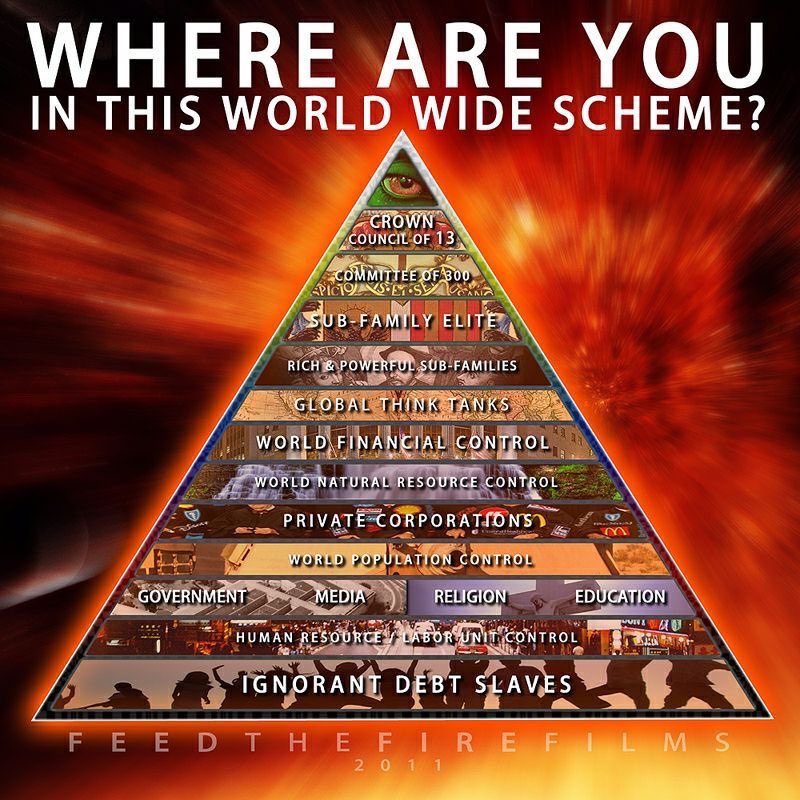 WHERE ARE YOU
IN THIS WORLD WIDE SCHEME?
CROWN
COUNCIL OF 13
COMMITTEE OF 300
SUB-FAMILY ELITE
RICH & POWERFUL SUB-FAMILIES
GLOBAL THINK TANKS
WORLD FINANCIAL CONTROL
WORLD NATURAL RESOURCE CONTROL
PRIVATE CORPORATIONS
WORLD POPULATION CONTROL
GOVERNMENT MEDIA RELIGION EDUCATION
HUMAN RESOURCE / LABOR UNIT CONTROL
IGNORANT DEBT SLAVES
FEEDTHEFIREFILMS
2011